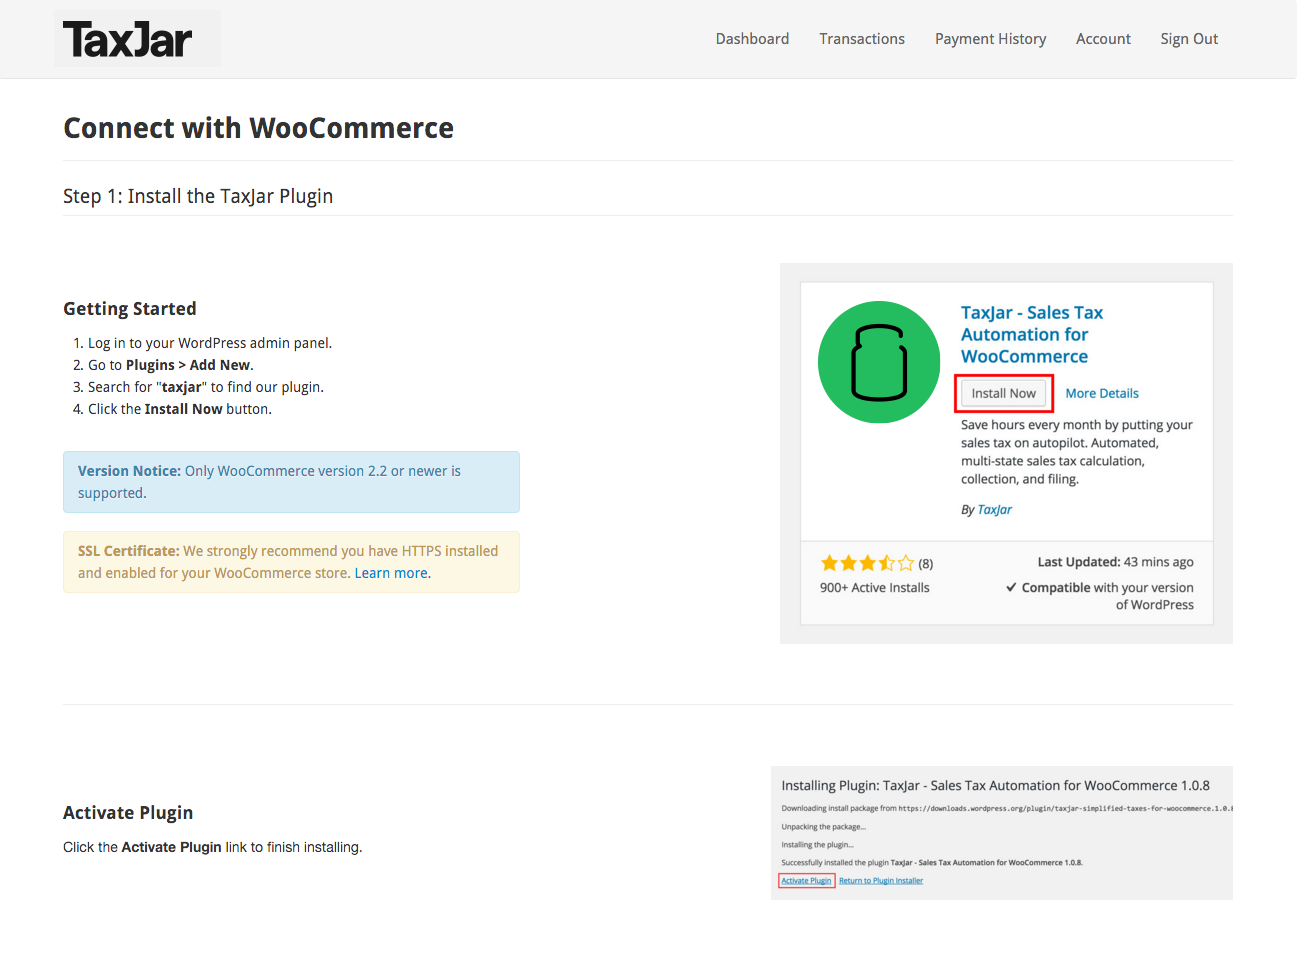 TaxJar
Dashboard Transactions Payment History Account Sign Out
Connect with WooCommerce
Step 1: Install the TaxJar Plugin
Getting Started
1. Log in to your WordPress admin panel.
2. Go to Plugins > Add New.
3. Search for "taxjar" to find our plugin.
4. Click the Install Now button.
Version Notice: Only WooCommerce version 2.2 or newer is
supported.
SSL Certificate: We strongly recommend you have HTTPS installed
and enabled for your WooCommerce store. Learn more.
TaxJar - Sales Tax
Automation for
WooCommerce
Install Now More Details
Save hours every month by putting your
sales tax on autopilot. Automated,
multi-state sales tax calculation,
collection, and filing.
By TaxJar
(8)
900+ Active Installs
Last Updated: 43 mins ago
✔ Compatible with your version
of WordPress
Activate Plugin
Click the Activate Plugin link to finish installing.
Installing Plugin: TaxJar - Sales Tax Automation for WooCommerce 1.0.8
Downloading install package from https://downloads.wordpress.org/plugin/taxjar-simplified-taxes-for-woocommerce.1.0.8
Unpacking the package...
Installing the plugin...
Successfully installed the plugin TaxJar - Sales Tax Automation for WooCommerce 1.0.8.
Activate Plugin Return to Plugin Installer